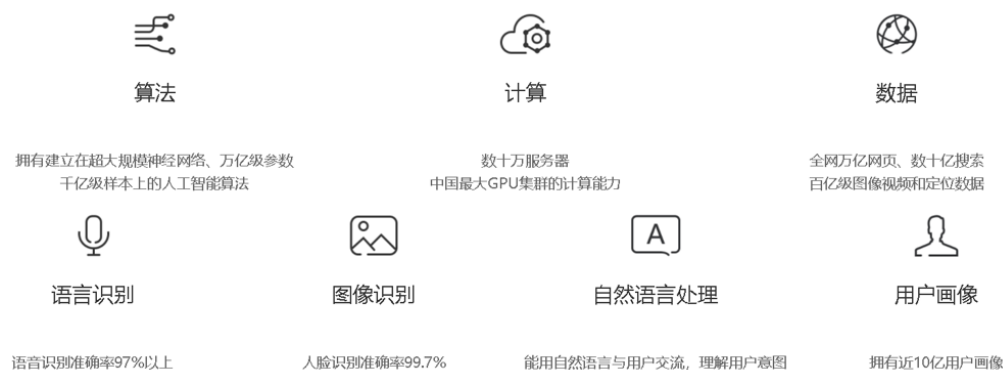 算法
计算
数据
拥有建立在超大规模神经网络、万亿级参数
千亿级样本上的人工智能算法
数十万服务器
中国最大GPU集群的计算能力
全网万亿网页、数十亿搜索
百亿级图像视频和定位数据
A
语言识别
图像识别
自然语言处理
用户画像
语音识别准确率97%以上
人脸识别准确率99.7%
能用自然语言与用户交流，理解用户意图
拥有近10亿用户画像